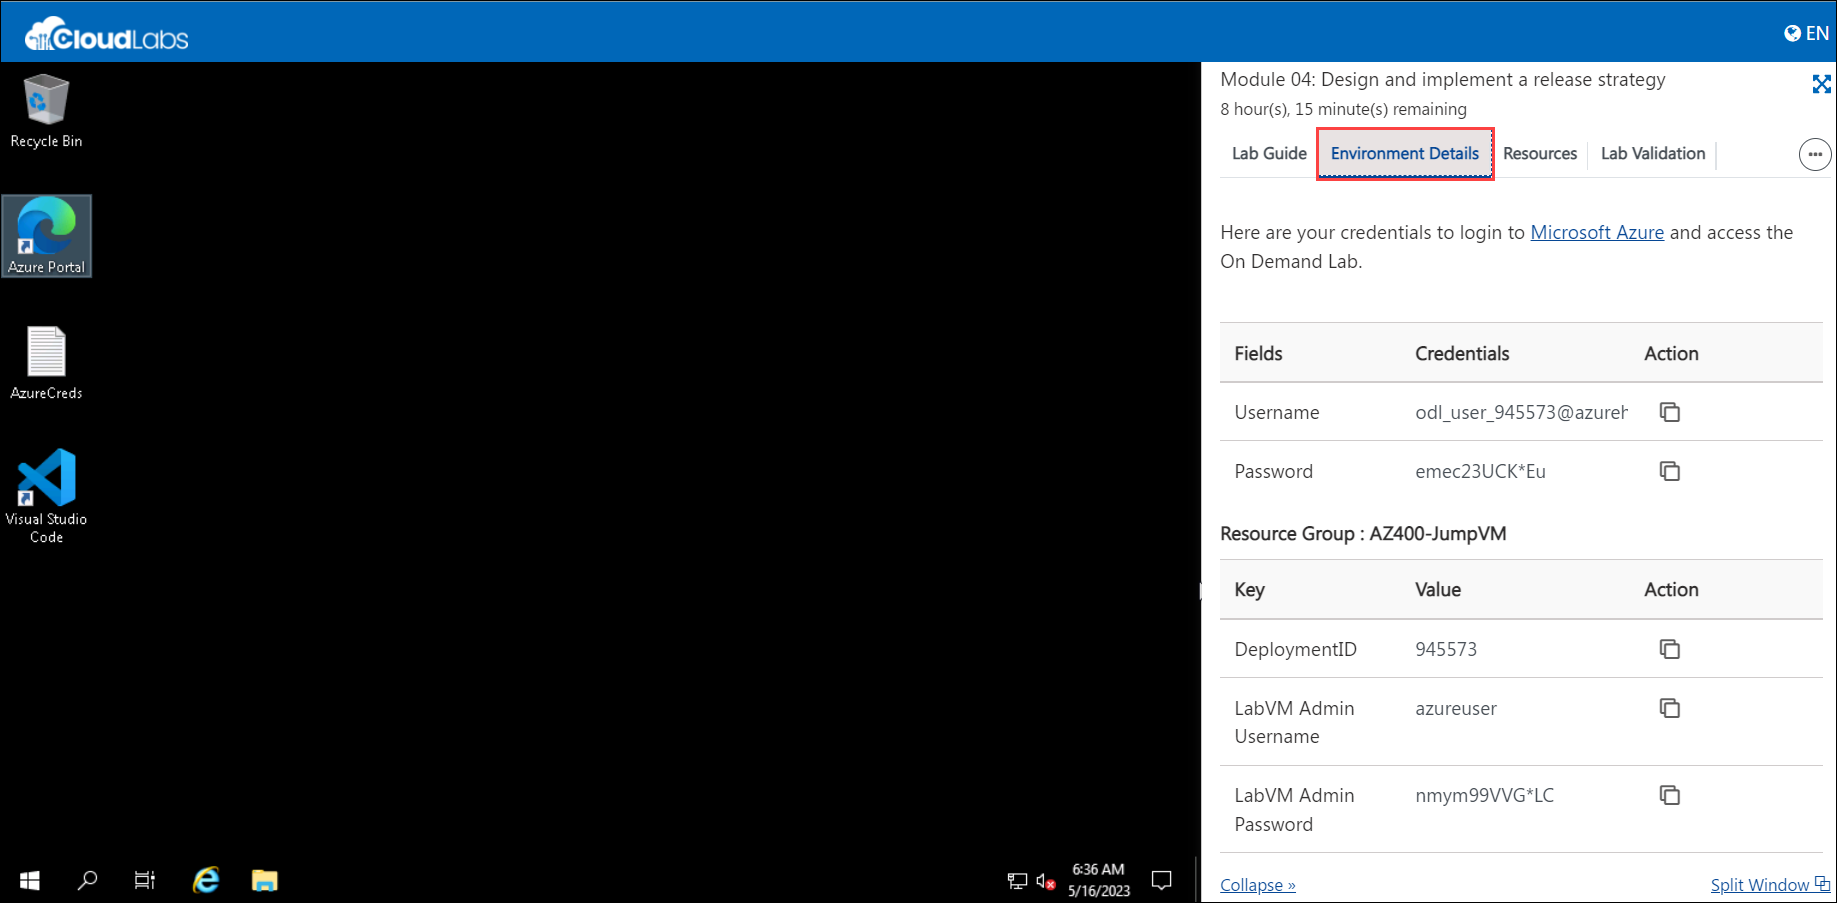 CloudLabs
EN
Recycle Bin
Azure Portal
AzureCreds
Visual Studio
Code
6:36 AM
5/16/2023
Module 04: Design and implement a release strategy
8 hour(s), 15 minute(s) remaining
Lab Guide
Environment Details
Resources
Lab Validation
Here are your credentials to login to Microsoft Azure and access the
On Demand Lab.
Fields Credentials Action
Username odl_user_945573@azureh
Password emec23UCK*Eu
Resource Group : AZ400-JumpVM
Key Value Action
DeploymentID 945573
LabVM Admin
Username
azureuser
LabVM Admin
Password
nmym99VVG*LC
Collapse »
Split Window